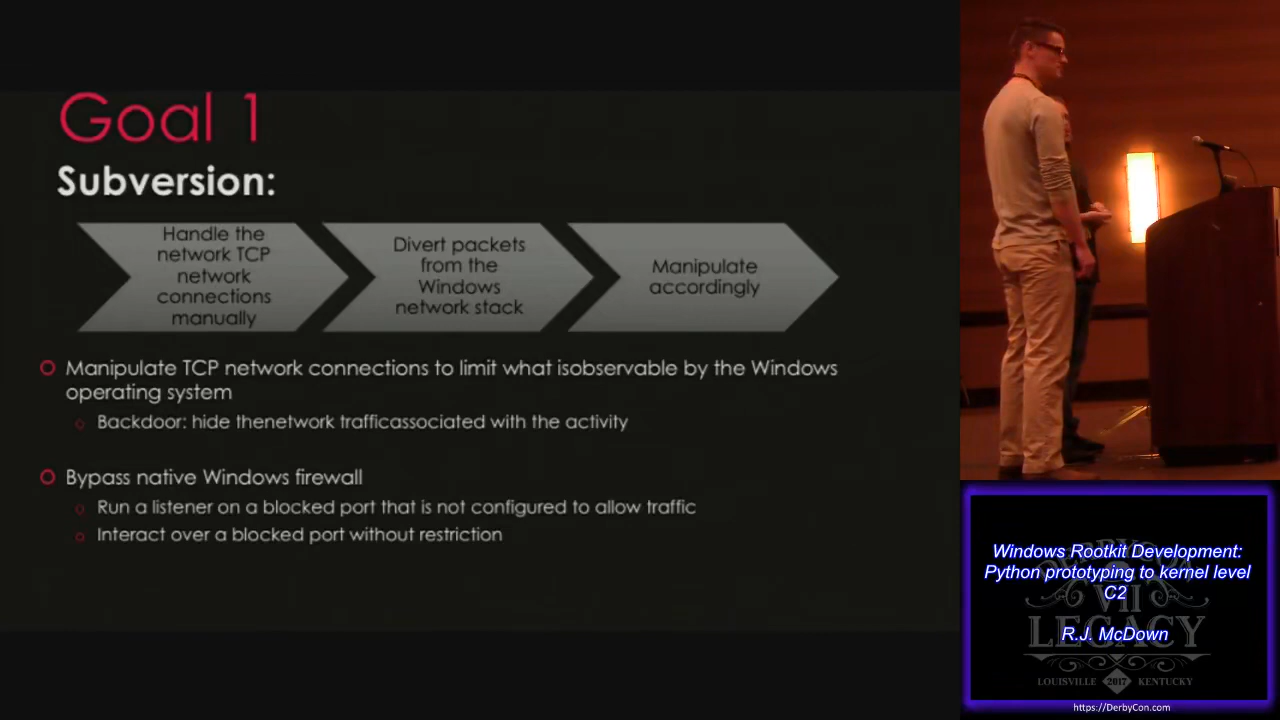 Goal 1
Subversion:
Handle the
network TCP
network
connections
manually
Divert packets
from the
Windows
network stack
Manipulate
accordingly
Manipulate TCP network connections to limit what isobservable by the Windows
operating system
Backdoor: hide thenetwork trafficassociated with the activity
Bypass native Windows firewall
Run a listener on a blocked port that is not configured to allow traffic
Interact over a blocked port without restriction
Windows Rootkit Development:
Python prototyping to kernel level
C2
R.J. McDown
DERBYCON
VII
LEGACY
LOUISVILLE 2017 KENTUCKY
https://DerbyCon.com